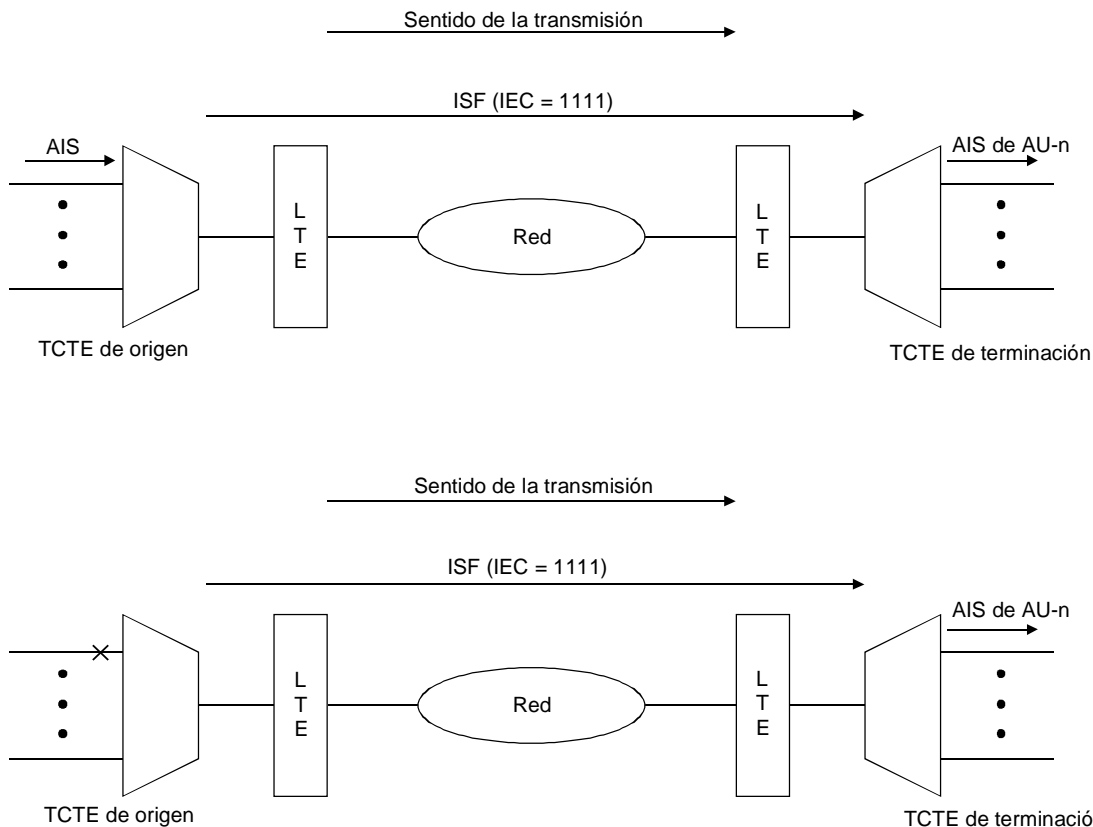 Sentido de la transmisión
ISF (IEC = 1111)
AIS
AIS de AU-n
L
T
E
Red
L
T
E
TCTE de origen
TCTE de terminación
Sentido de la transmisión
ISF (IEC = 1111)
AIS de AU-n
L
T
E
Red
L
T
E
TCTE de origen
TCTE de terminació